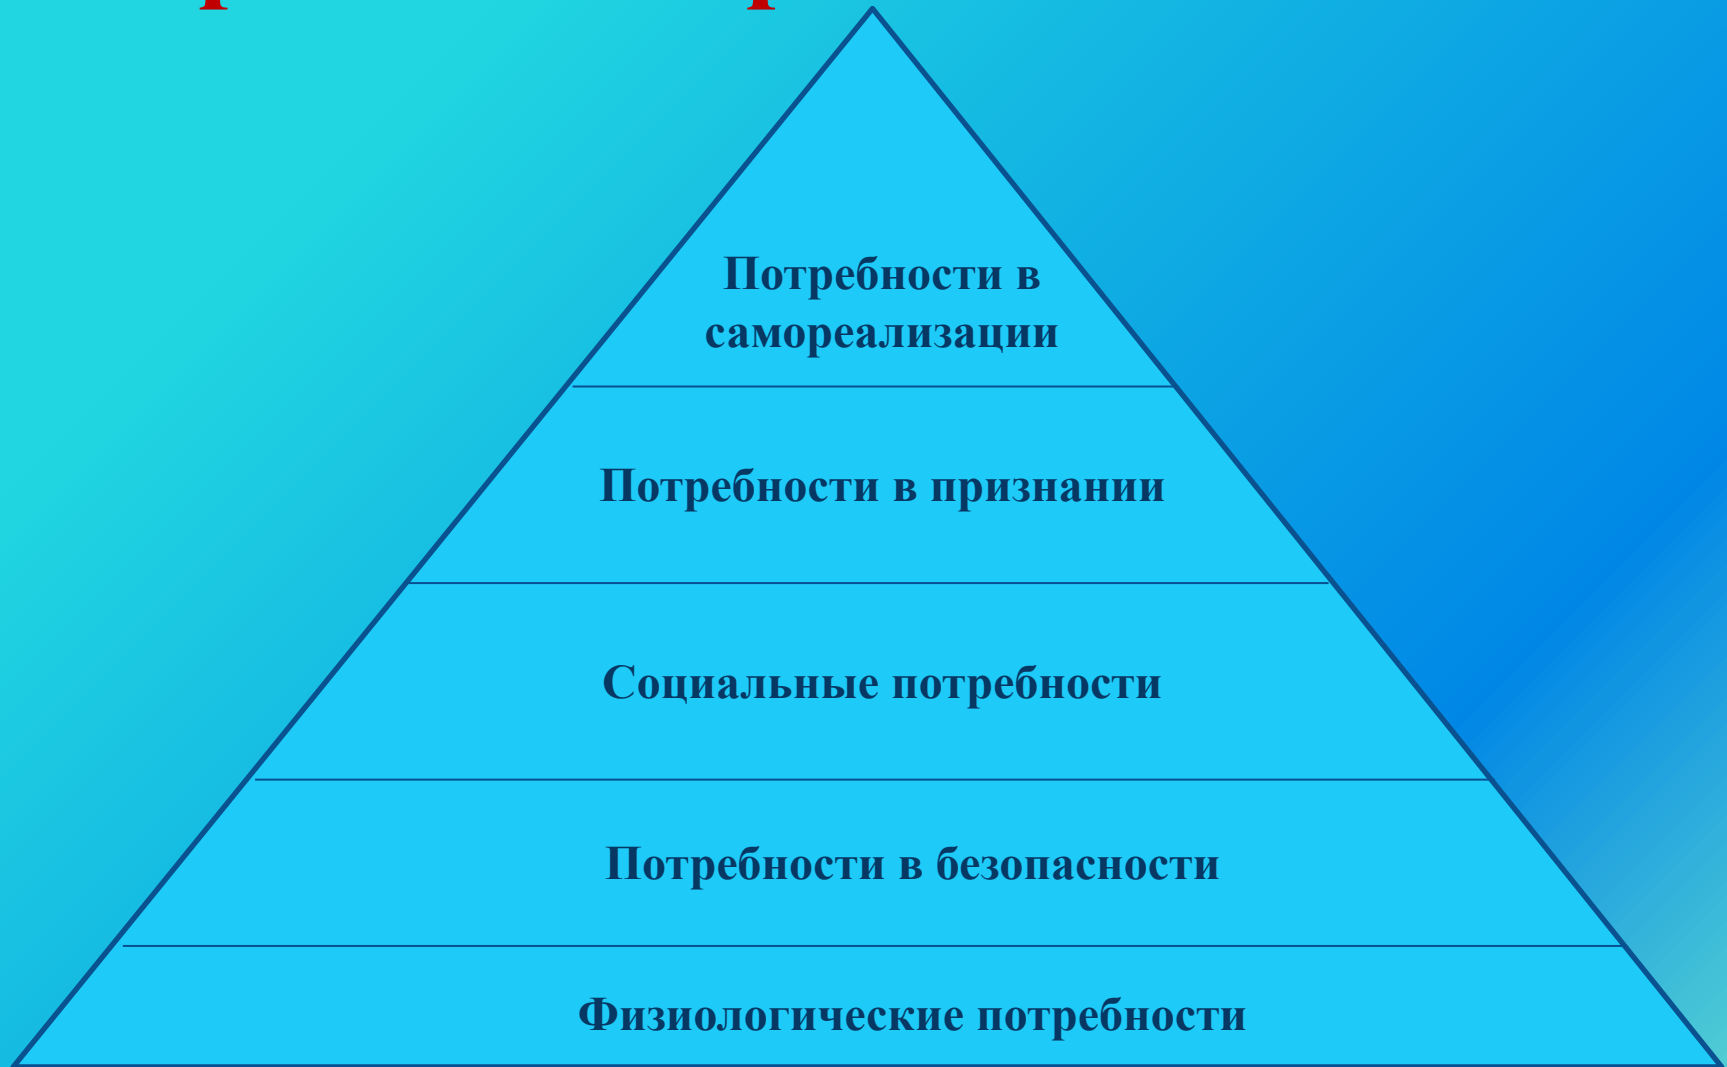 Потребности в
самореализации
Потребности в признании
Социальные потребности
Потребности в безопасности
Физиологические потребности